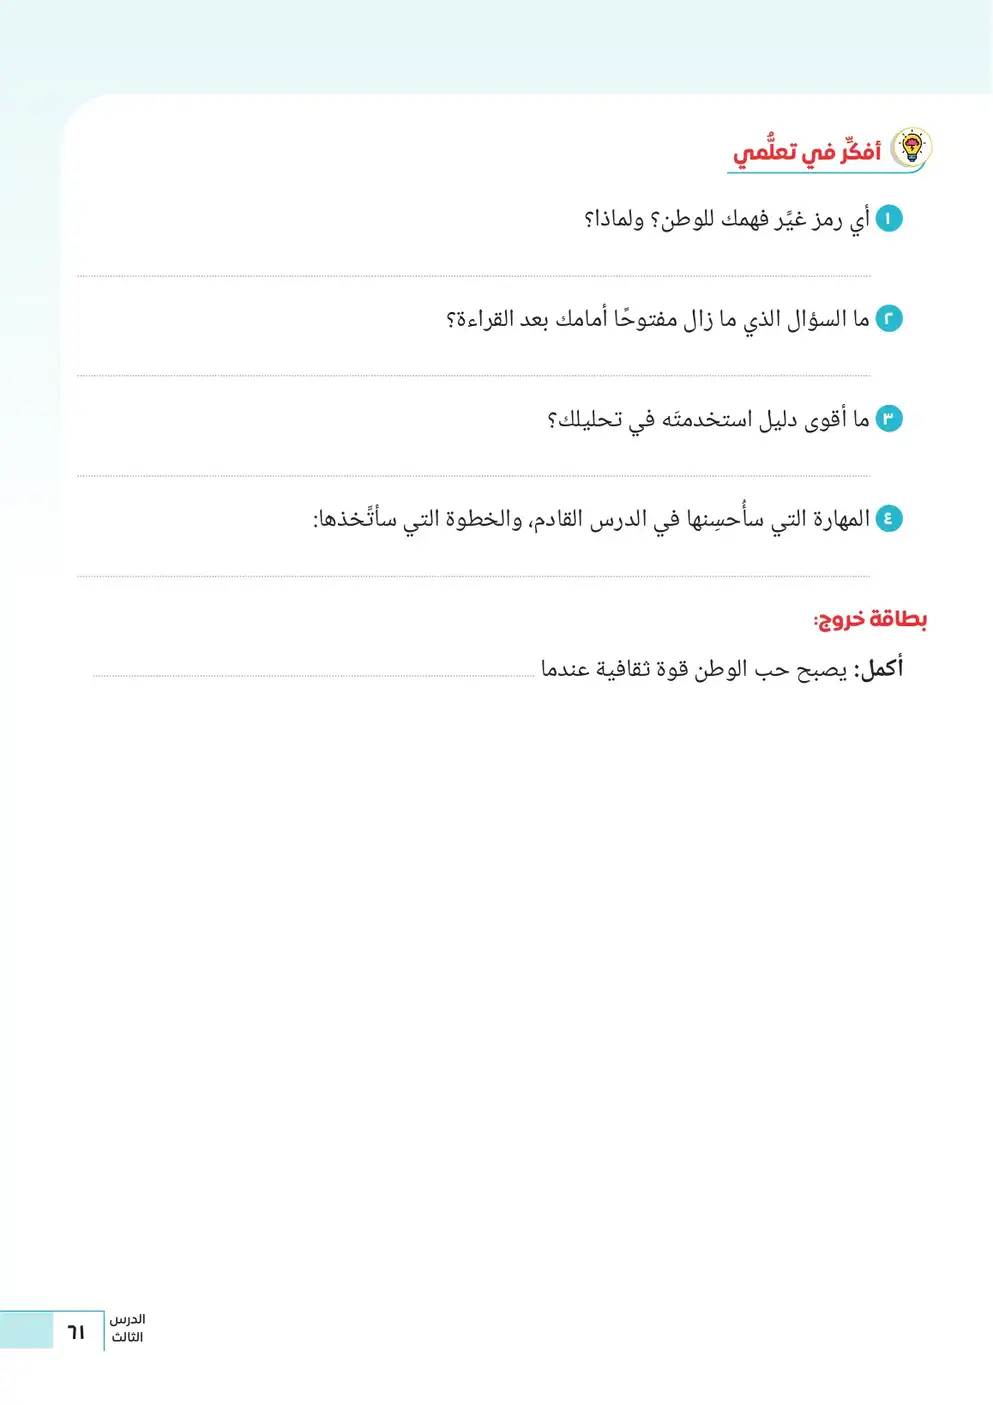 أفكِّر في تعلُّمي
١ أي رمز غيَّر فهمك للوطن؟ ولماذا؟
٢ ما السؤال الذي ما زال مفتوحًا أمامك بعد القراءة؟
٣ ما أقوى دليل استخدمتَه في تحليلك؟
٤ المهارة التي سأُحسِنها في الدرس القادم، والخطوة التي سأتَّخذها:
بطاقة خروج:
أكمل: يصبح حب الوطن قوة ثقافية عندما
الدرس
الثالث
٦١